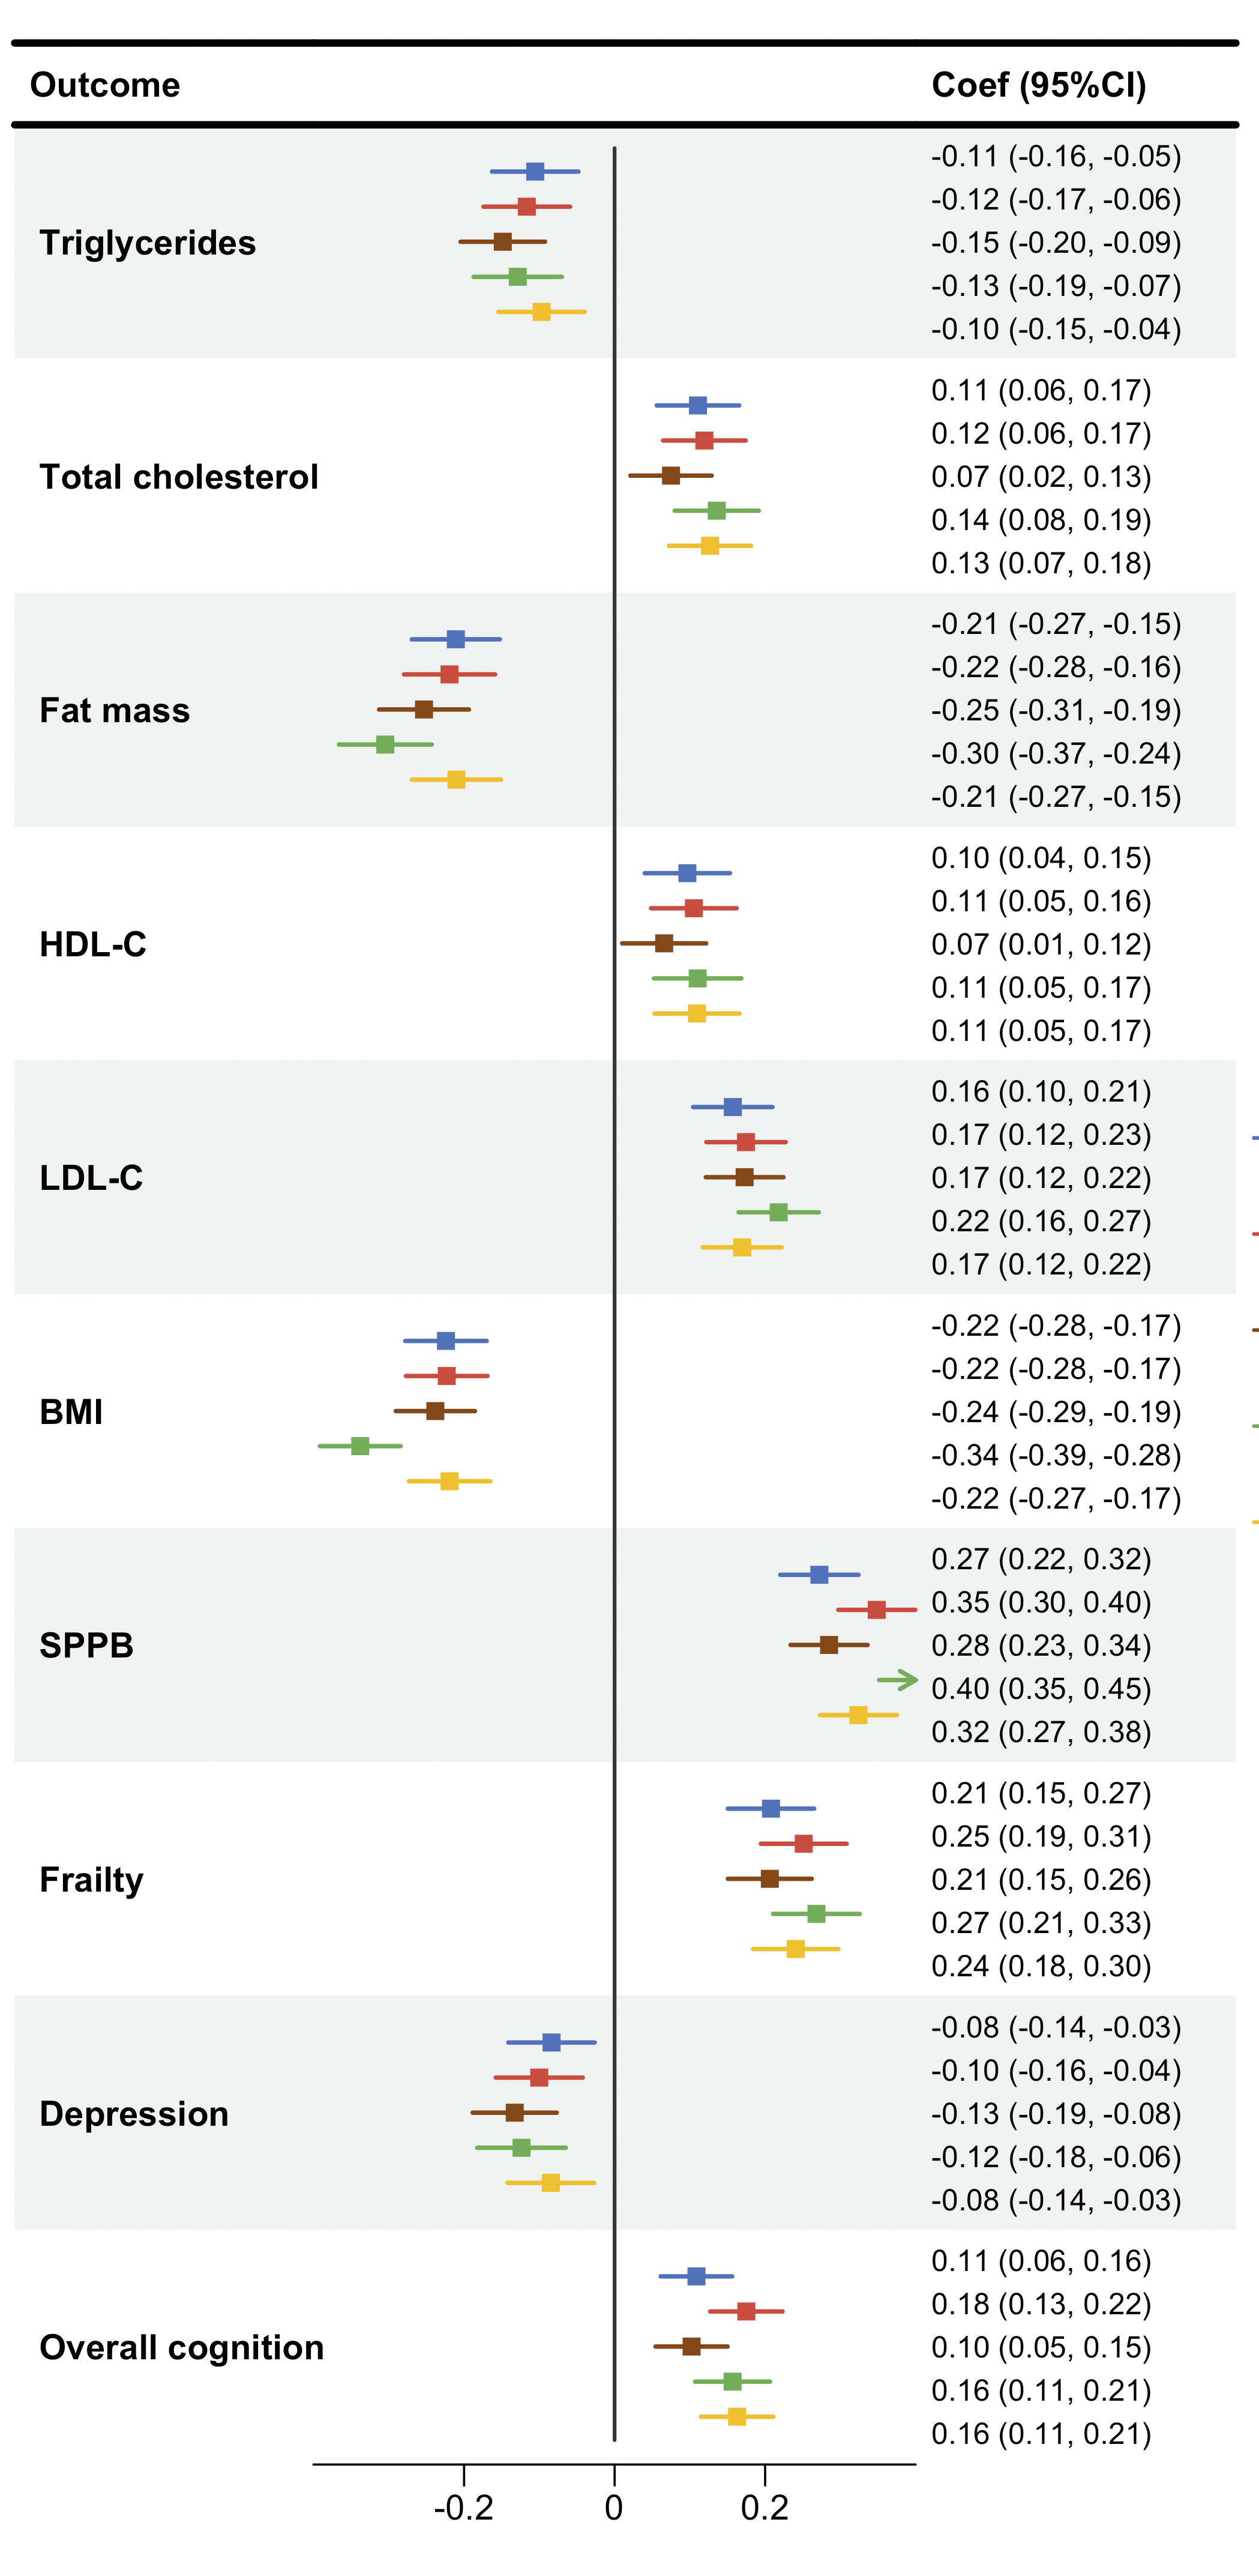 Outcome Coef (95%CI)
-0.11 (-0.16, -0.05)
-0.12 (-0.17, -0.06)
Triglycerides -0.15 (-0.20, -0.09)
-0.13 (-0.19, -0.07)
-0.10 (-0.15, -0.04)
0.11 (0.06, 0.17)
0.12 (0.06, 0.17)
Total cholesterol 0.07 (0.02, 0.13)
0.14 (0.08, 0.19)
0.13 (0.07, 0.18)
-0.21 (-0.27, -0.15)
-0.22 (-0.28, -0.16)
Fat mass -0.25 (-0.31, -0.19)
-0.30 (-0.37, -0.24)
-0.21 (-0.27, -0.15)
0.10 (0.04, 0.15)
0.11 (0.05, 0.16)
HDL-C 0.07 (0.01, 0.12)
0.11 (0.05, 0.17)
0.11 (0.05, 0.17)
0.16 (0.10, 0.21)
0.17 (0.12, 0.23)
LDL-C 0.17 (0.12, 0.22)
0.22 (0.16, 0.27)
0.17 (0.12, 0.22)
-0.22 (-0.28, -0.17)
-0.22 (-0.28, -0.17)
BMI -0.24 (-0.29, -0.19)
-0.34 (-0.39, -0.28)
-0.22 (-0.27, -0.17)
0.27 (0.22, 0.32)
0.35 (0.30, 0.40)
SPPB 0.28 (0.23, 0.34)
0.40 (0.35, 0.45)
0.32 (0.27, 0.38)
0.21 (0.15, 0.27)
0.25 (0.19, 0.31)
Frailty 0.21 (0.15, 0.26)
0.27 (0.21, 0.33)
0.24 (0.18, 0.30)
-0.08 (-0.14, -0.03)
-0.10 (-0.16, -0.04)
Depression -0.13 (-0.19, -0.08)
-0.12 (-0.18, -0.06)
-0.08 (-0.14, -0.03)
0.11 (0.06, 0.16)
0.18 (0.13, 0.22)
Overall cognition 0.10 (0.05, 0.15)
0.16 (0.11, 0.21)
0.16 (0.11, 0.21)
-0.2 0 0.2